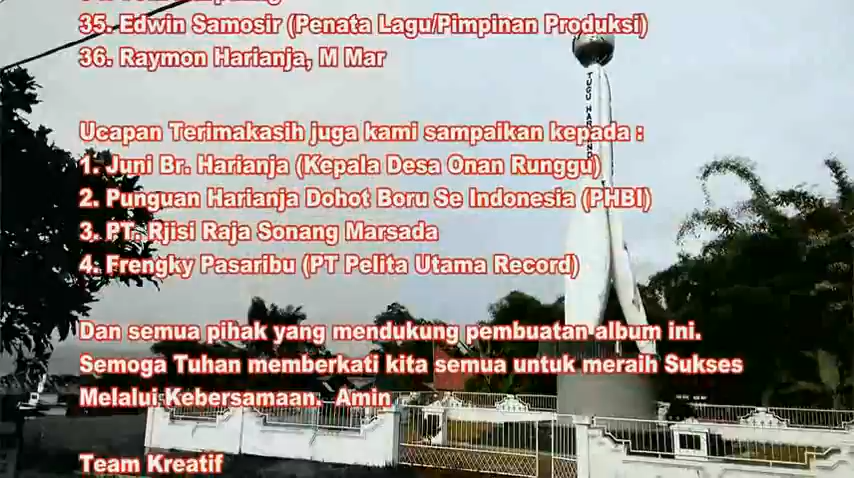 35. Edwin Samosir (Penata Lagu/Pimpinan Produksi)
36. Raymon Harianja, M Mar
TUGU HARIANJA
Ucapan Terimakasih juga kami sampaikan kepada :
1. Juni Br. Harianja (Kepala Desa Onan Runggu)
2. Punguan Harianja Dohot Boru Se Indonesia (PHBI)
3. PT. Rjisi Raja Sonang Marsada
4. Frengky Pasaribu (PT Pelita Utama Record)
Dan semua pihak yang mendukung pembuatan album ini.
Semoga Tuhan memberkati kita semua untuk meraih Sukses
Melalui Kebersamaan. Amin
Team Kreatif